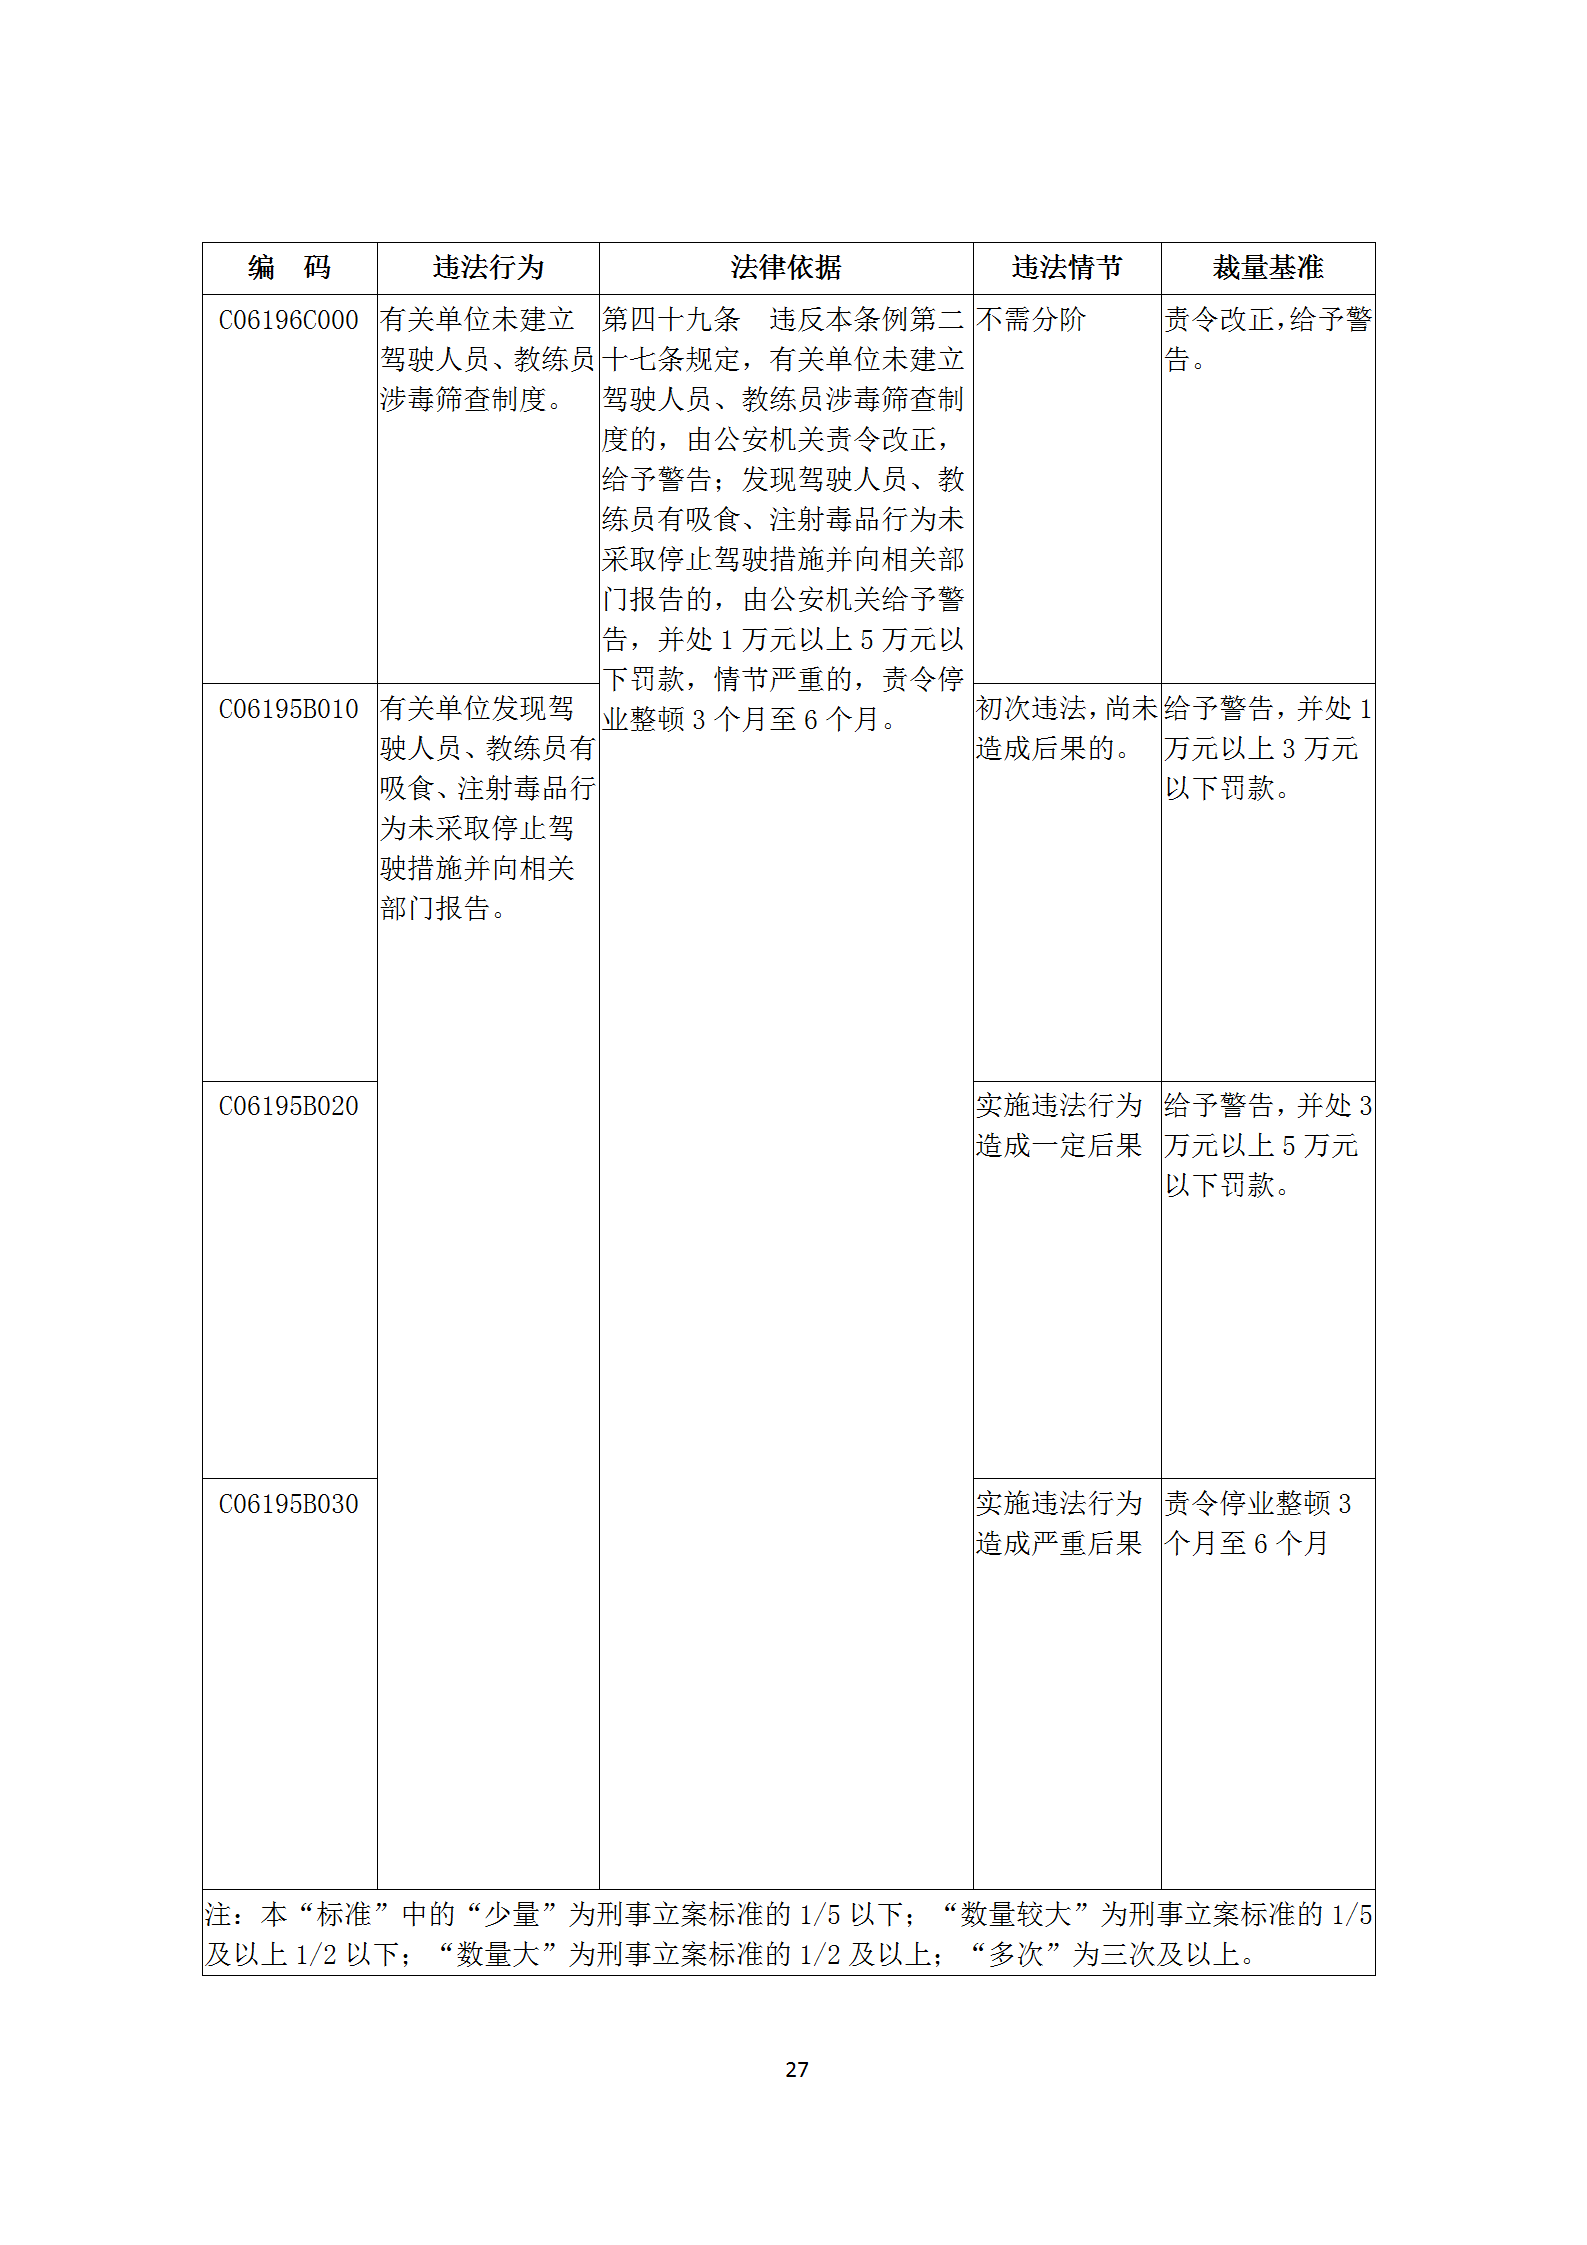 编　码
违法行为
法律依据
违法情节
裁量基准
C06196C000
有关单位未建立
驾驶人员、教练员
涉毒筛查制度。
第四十九条　违反本条例第二
十七条规定，有关单位未建立
驾驶人员、教练员涉毒筛查制
度的，由公安机关责令改正，
给予警告；发现驾驶人员、教
练员有吸食、注射毒品行为未
采取停止驾驶措施并向相关部
门报告的，由公安机关给予警
告，并处 1 万元以上 5 万元以
下罚款，情节严重的，责令停
业整顿 3 个月至 6 个月。
不需分阶
责令改正，给予警
告。
C06195B010
有关单位发现驾
驶人员、教练员有
吸食、注射毒品行
为未采取停止驾
驶措施并向相关
部门报告。
初次违法，尚未
造成后果的。
给予警告，并处 1
万元以上 3 万元
以下罚款。
C06195B020
实施违法行为
造成一定后果
给予警告，并处 3
万元以上 5 万元
以下罚款。
C06195B030
实施违法行为
造成严重后果
责令停业整顿 3
个月至 6 个月
注：本“标准”中的“少量”为刑事立案标准的 1/5 以下；“数量较大”为刑事立案标准的 1/5
及以上 1/2 以下；“数量大”为刑事立案标准的 1/2 及以上；“多次”为三次及以上。
27